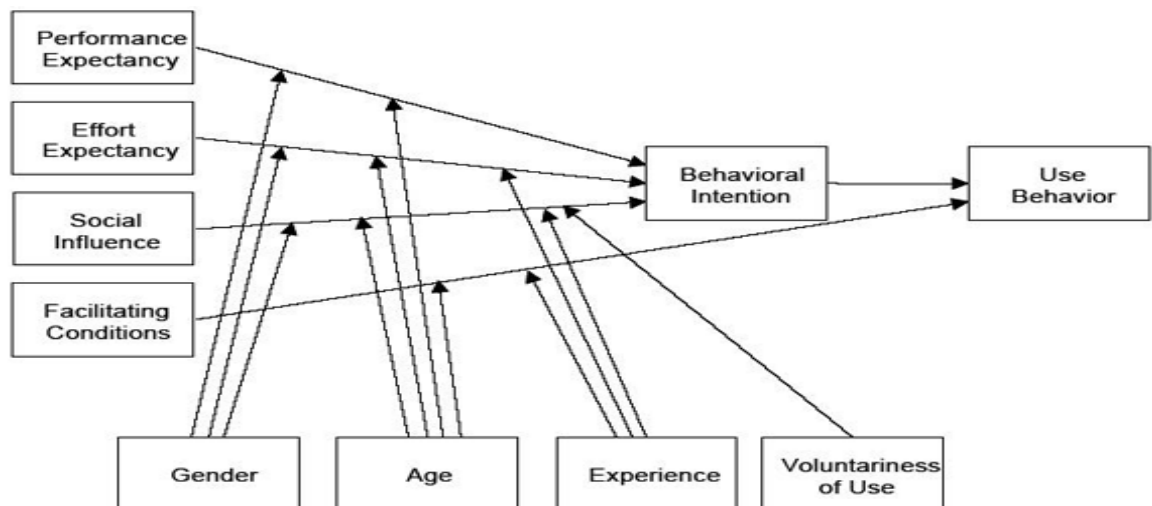 Performance
Expectancy
Effort
Expectancy
Social
Influence
Facilitating
Conditions
Behavioral
Intention
Use
Behavior
Gender
Age
Experience
Voluntariness
of Use